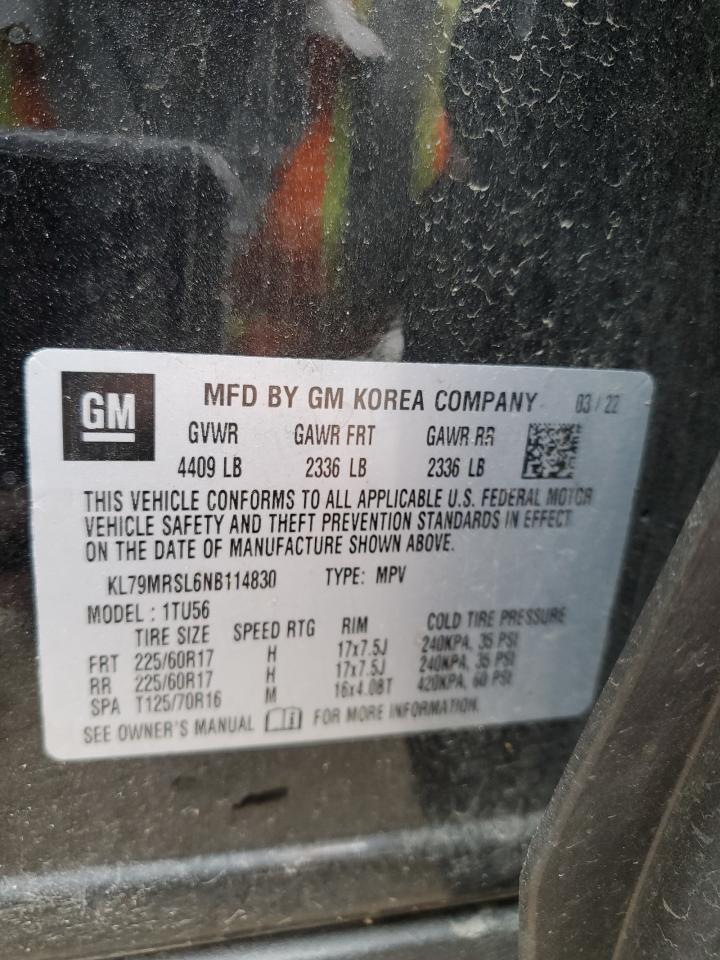 GM MFD BY GM KOREA COMPANY 03 / 22
GVWR GAWR FRT GAWR RR
4409 LB 2336 LB 2336 LB
THIS VEHICLE CONFORMS TO ALL APPLICABLE U.S. FEDERAL MOTOR
VEHICLE SAFETY AND THEFT PREVENTION STANDARDS IN EFFECT
ON THE DATE OF MANUFACTURE SHOWN ABOVE.
KL79MRSL6NB114830 TYPE: MPV
MODEL : 1TU56
TIRE SIZE SPEED RTG RIM COLD TIRE PRESSURE
FRT 225/60R17 H 17x7.5J 240KPA, 35 PSI
RR 225/60R17 H 17x7.5J 240KPA, 35 PSI
SPA T125/70R16 M 16x4.0BT 420KPA, 60 PSI
SEE OWNER'S MANUAL i FOR MORE INFORMATION.